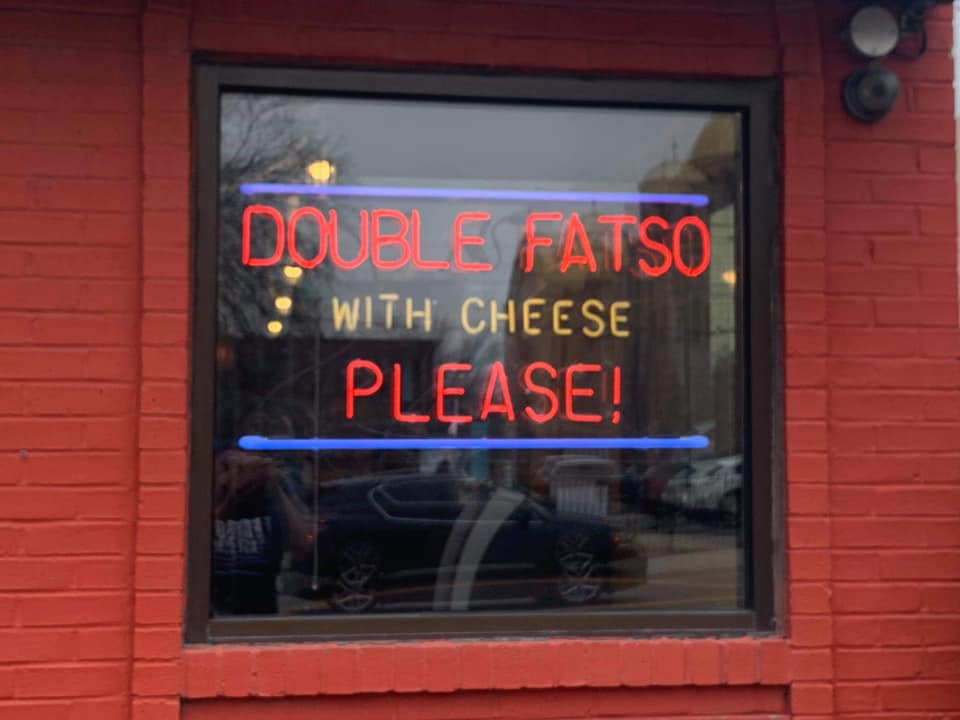 DOUBLE FATSO
WITH CHEESE
PLEASE!